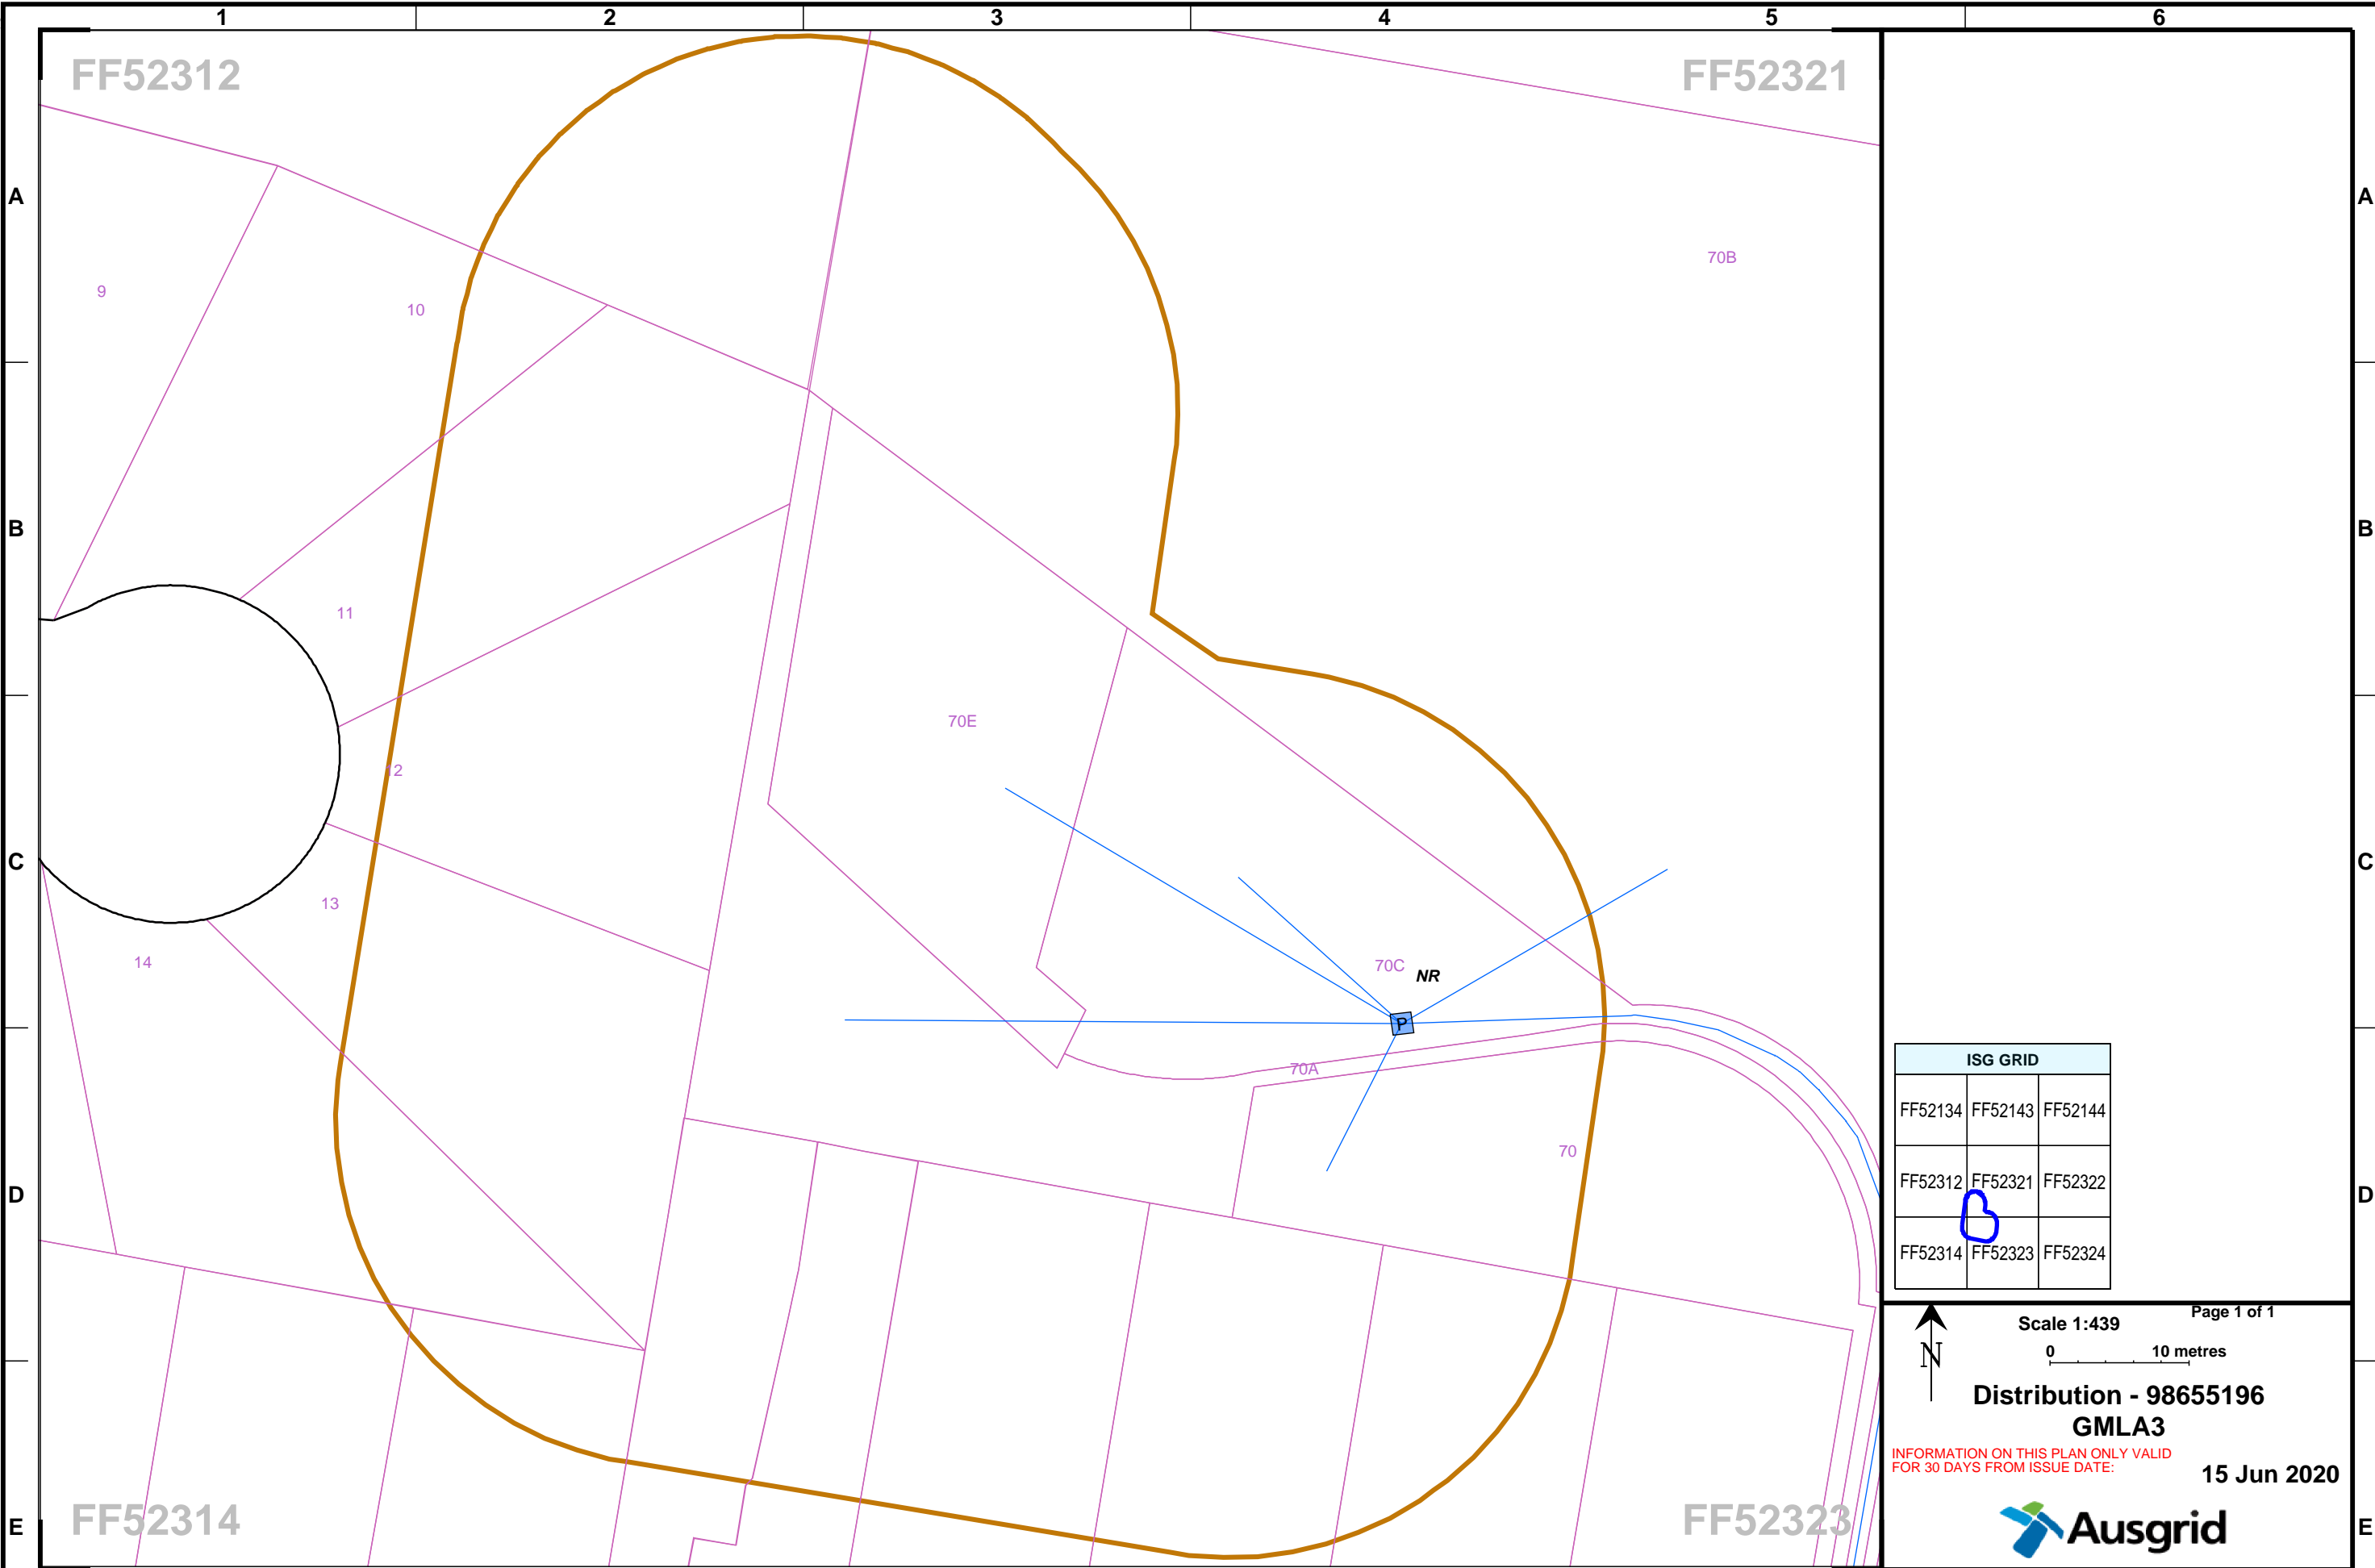 1 2 3 4 5 6
FF52312 FF52321
A A
70B
9
10
B B
11
70E
12
C C
13
14
70C NR
P
70A
ISG GRID
FF52134 FF52143 FF52144
70
FF52312 FF52321 FF52322
D D
FF52314 FF52323 FF52324
Page 1 of 1
Scale 1:439
N
0 10 metres
Distribution - 98655196
GMLA3
INFORMATION ON THIS PLAN ONLY VALID
FOR 30 DAYS FROM ISSUE DATE:
15 Jun 2020
FF52314 FF52323
E E
Ausgrid